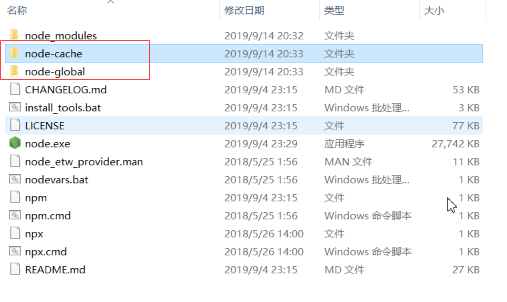 名称 修改日期 类型 大小
node_modules 2019/9/14 20:32 文件夹
node-cache 2019/9/14 20:33 文件夹
node-global 2019/9/14 20:33 文件夹
CHANGELOG.md 2019/9/4 23:15 MD 文件 53 KB
install_tools.bat 2019/9/4 23:15 Windows 批处理... 3 KB
LICENSE 2019/9/4 23:15 文件 77 KB
node.exe 2019/9/4 23:29 应用程序 27,742 KB
node_etw_provider.man 2018/5/25 1:56 MAN 文件 11 KB
nodevars.bat 2018/5/25 1:56 Windows 批处理... 1 KB
npm 2019/9/4 23:15 文件 1 KB
npm.cmd 2018/5/25 1:56 Windows 命令脚本 1 KB
npx 2018/5/26 14:00 文件 1 KB
npx.cmd 2018/5/26 14:00 Windows 命令脚本 1 KB
README.md 2019/9/4 23:15 MD 文件 27 KB